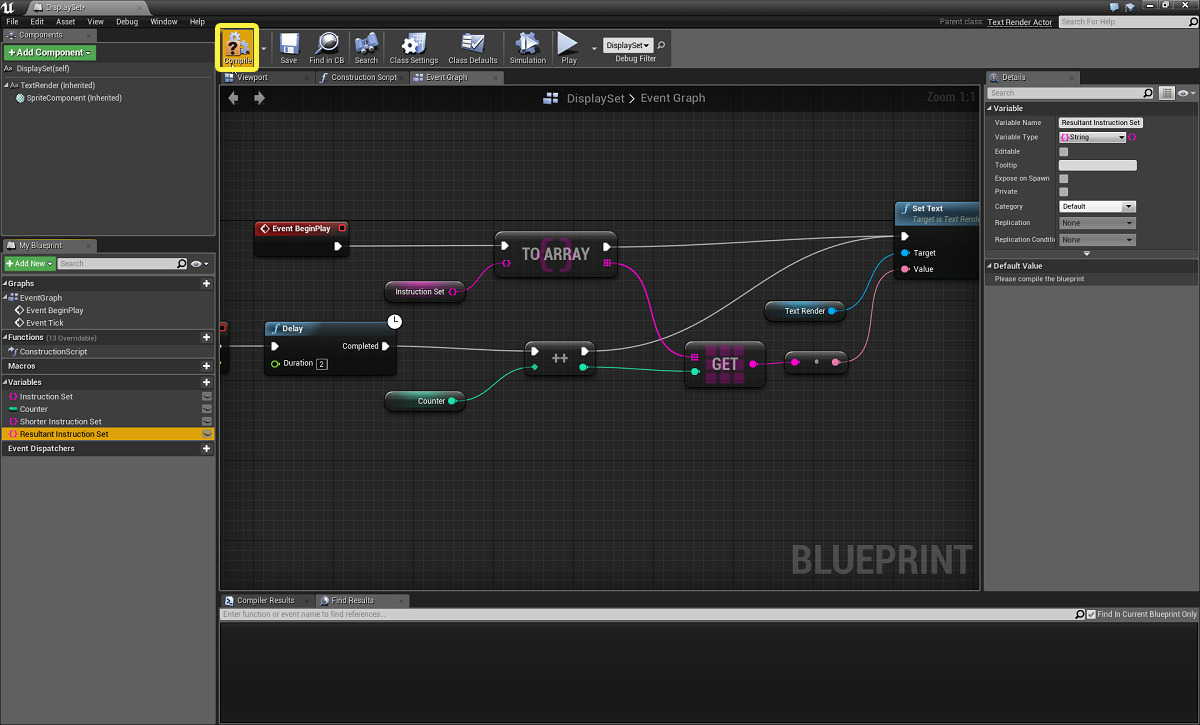 DisplaySet*
File Edit Asset View Debug Window Help
Parent class: Text Render Actor Search For Help
Components
+Add Component
DisplaySet(self)
TextRender (Inherited)
SpriteComponent (Inherited)
Compile Save Find in CB Search Class Settings Class Defaults Simulation Play
DisplaySet
Debug Filter
Viewport Construction Script Event Graph
DisplaySet > Event Graph
Zoom 1:1
Event BeginPlay
TO ARRAY
Instruction Set
Set Text
Target is Text Rende
Target
Value
Text Render
Delay
Completed
Duration 2
++
Counter
GET
BLUEPRINT
My Blueprint
+Add New Search
Graphs
EventGraph
Event BeginPlay
Event Tick
Functions (13 Overridable)
ConstructionScript
Macros
Variables
Instruction Set
Counter
Shorter Instruction Set
Resultant Instruction Set
Event Dispatchers
Details
Search
Variable
Variable Name Resultant Instruction Set
Variable Type String
Editable
Tooltip
Expose on Spawn
Private
Category Default
Replication None
Replication Conditi None
Default Value
Please compile the blueprint
Compiler Results Find Results
Enter function or event name to find references...
Find In Current Blueprint Only